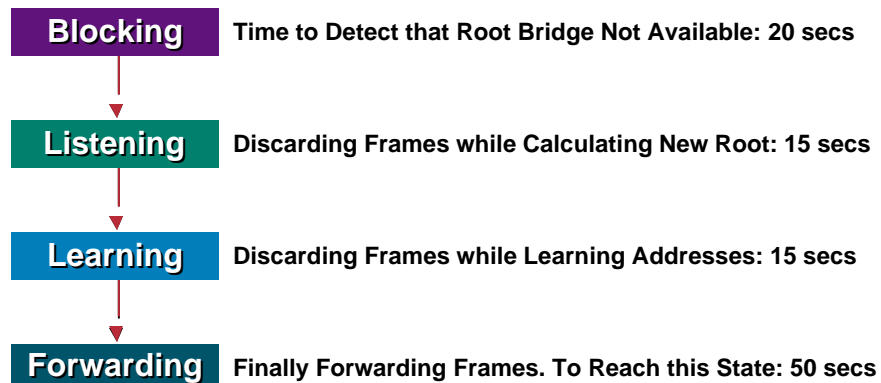 Blocking
Time to Detect that Root Bridge Not Available: 20 secs
Listening
Discarding Frames while Calculating New Root: 15 secs
Learning
Discarding Frames while Learning Addresses: 15 secs
Forwarding
Finally Forwarding Frames. To Reach this State: 50 secs